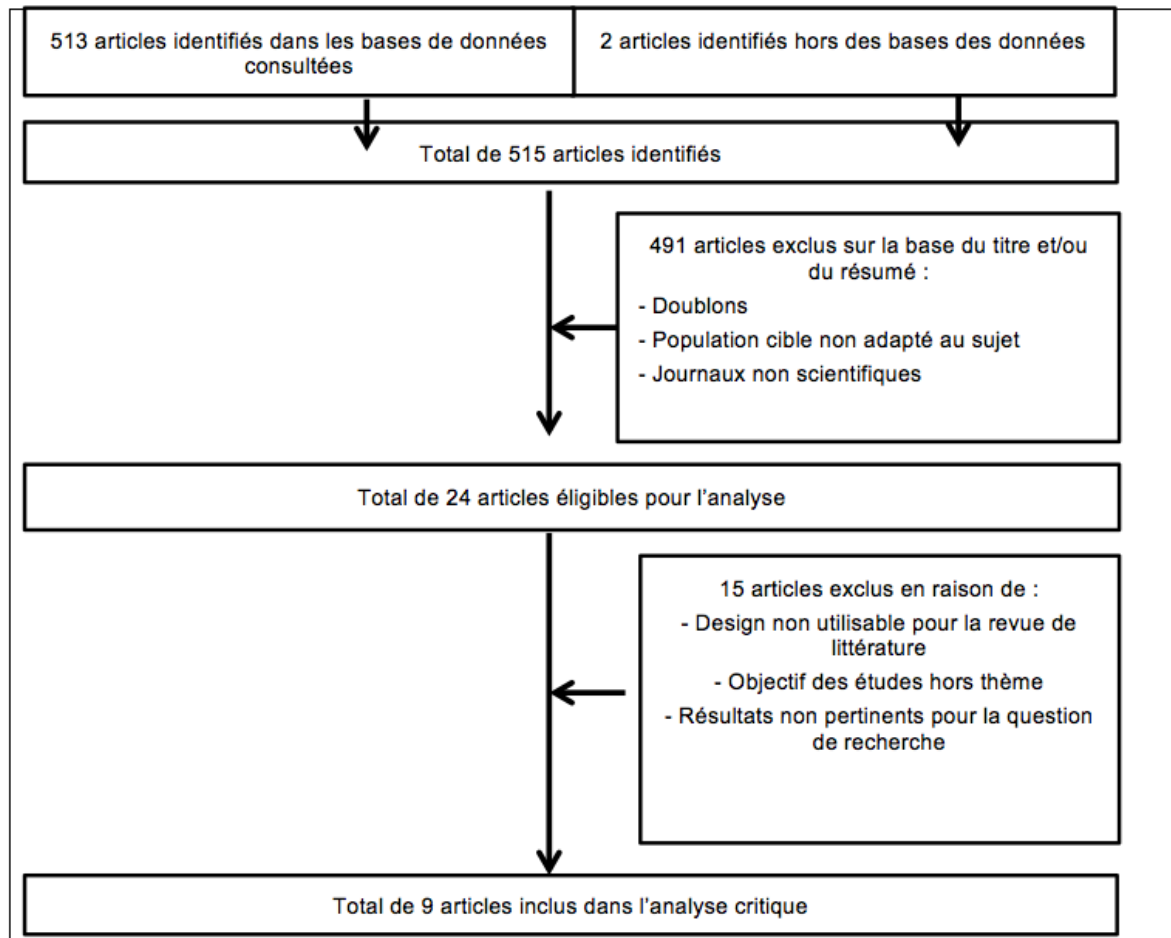 513 articles identifiés dans les bases de données
consultées
2 articles identifiés hors des bases des données
Total de 515 articles identifiés
491 articles exclus sur la base du titre et/ou
du résumé :
- Doublons
- Population cible non adapté au sujet
- Journaux non scientifiques
Total de 24 articles éligibles pour l'analyse
15 articles exclus en raison de :
- Design non utilisable pour la revue de
littérature
- Objectif des études hors thème
- Résultats non pertinents pour la question
de recherche
Total de 9 articles inclus dans l'analyse critique